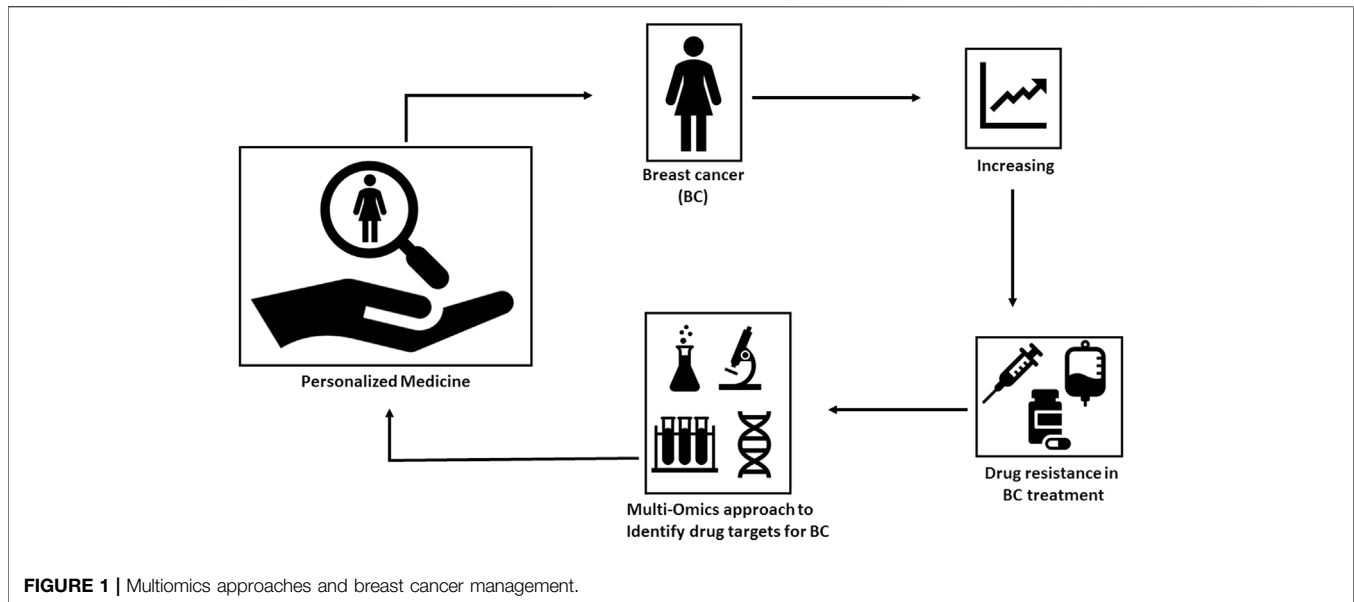 Breast cancer
(BC)
Increasing
Personalized Medicine
Drug resistance in
BC treatment
Multi-Omics approach to
Identify drug targets for BC
FIGURE 1 | Multiomics approaches and breast cancer management.